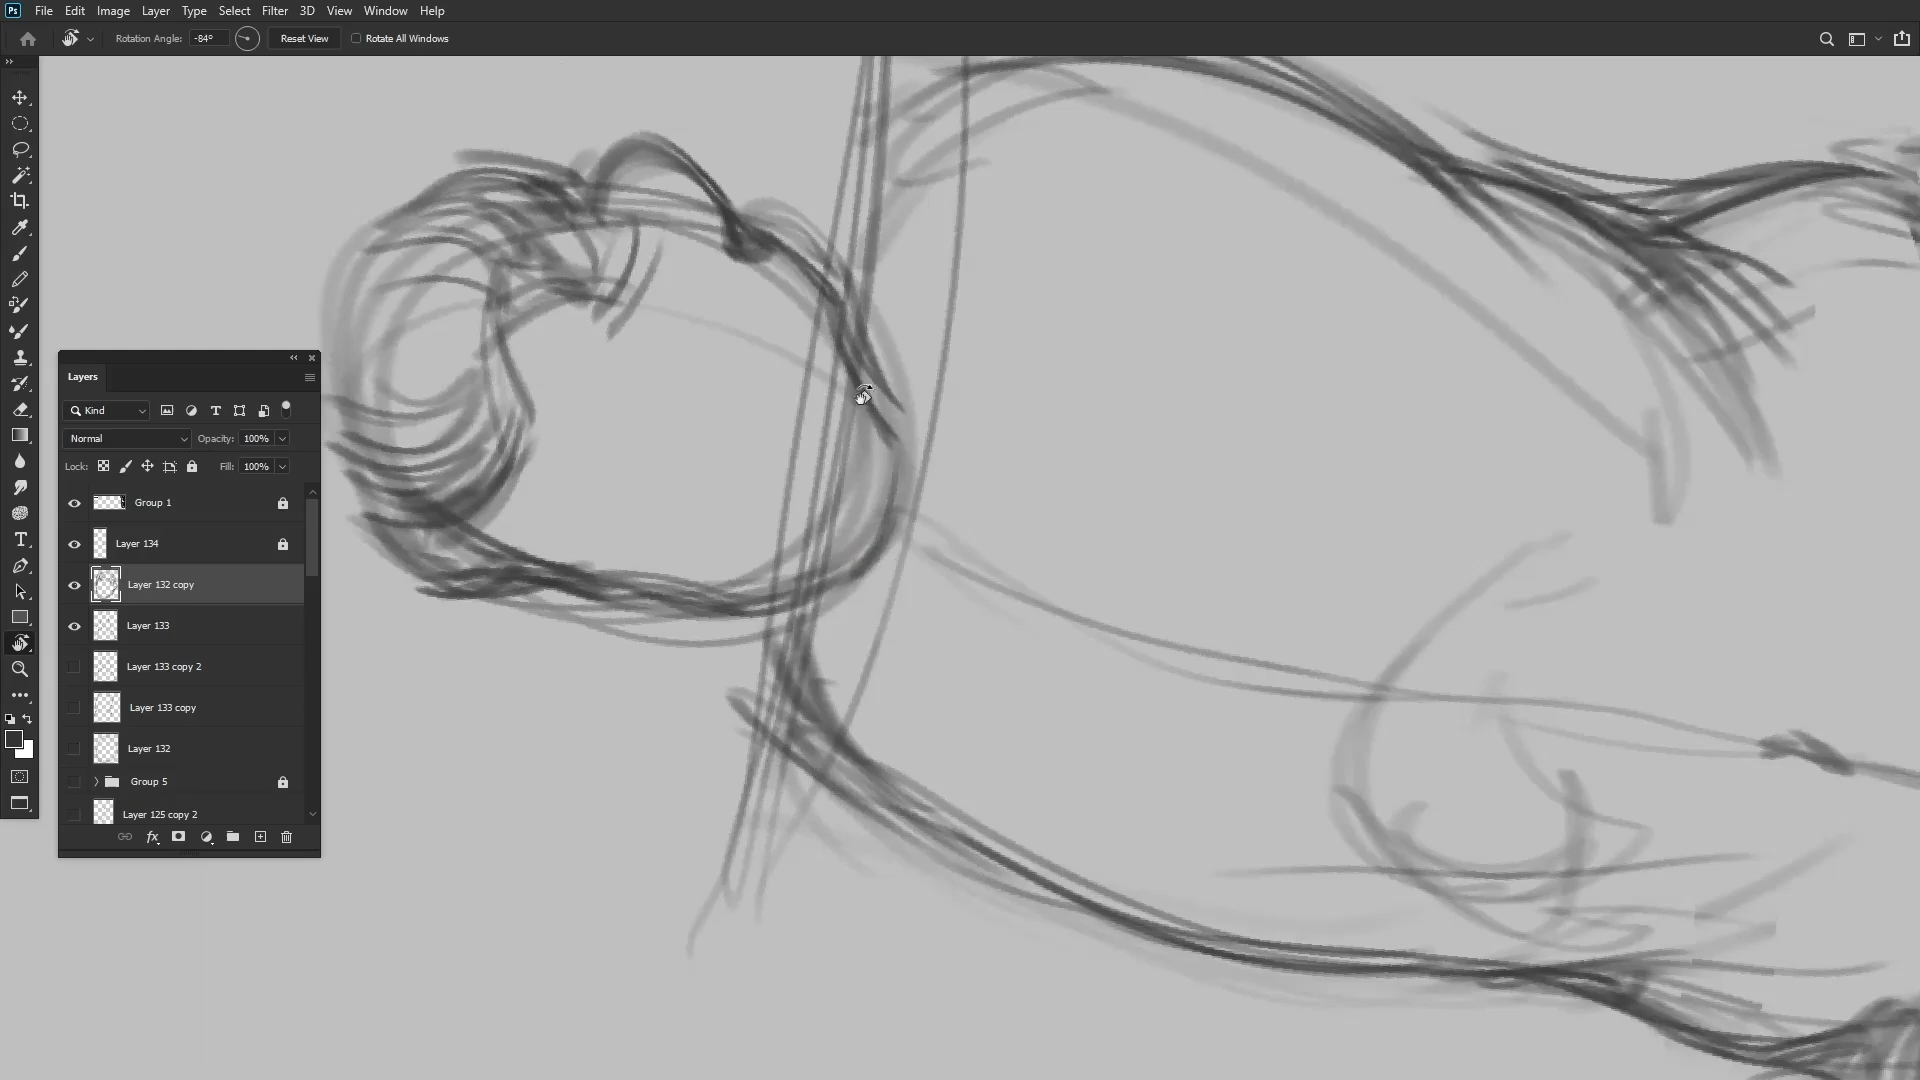 Ps File Edit Image Layer Type Select Filter 3D View Window Help
Rotation Angle: -84° Reset View Rotate All Windows
Layers
Kind
Normal Opacity: 100%
Lock: Fill: 100%
Group 1
Layer 134
Layer 132 copy
Layer 133
Layer 133 copy 2
Layer 133 copy
Layer 132
Group 5
Layer 125 copy 2
fx